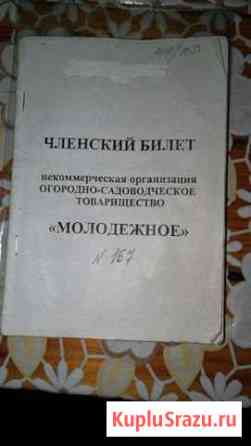 ЧЛЕНСКИЙ БИЛЕТ
некоммерческая организация
ОГОРОДНО-САДОВОДЧЕСКОЕ
ТОВАРИЩЕСТВО
«МОЛОДЕЖНОЕ»
N 167
KupluSrazu.ru